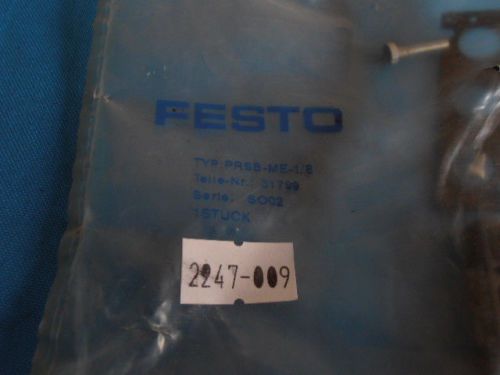 FESTO
TYP: PRSB-ME-1/8
Teile-Nr.: 31799
Serie: SO02
1STUCK
2247-009